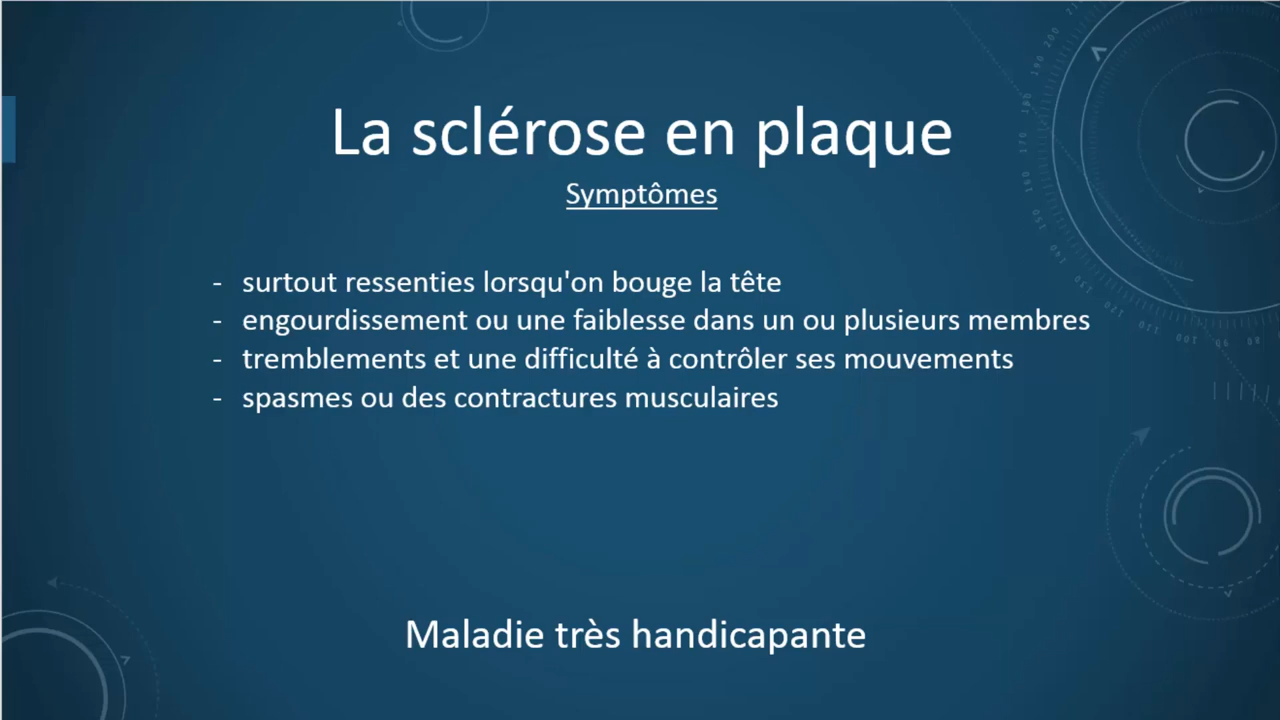 La sclérose en plaque
Symptômes
- surtout ressenties lorsqu'on bouge la tête
- engourdissement ou une faiblesse dans un ou plusieurs membres
- tremblements et une difficulté à contrôler ses mouvements
- spasmes ou des contractures musculaires
Maladie très handicapante